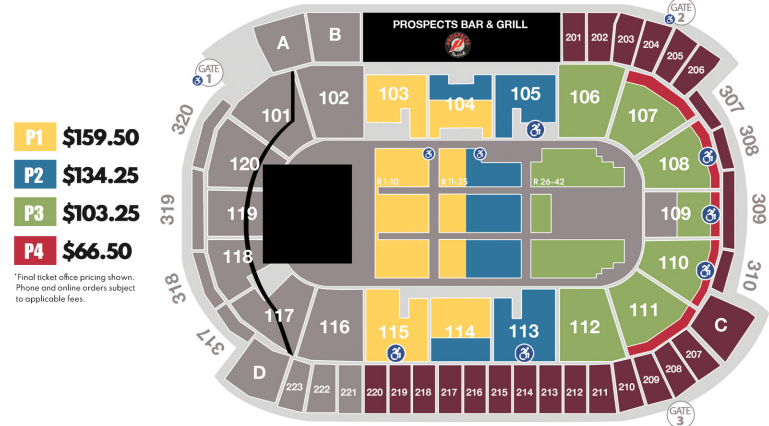 PROSPECTS BAR & GRILL
PROSPECTS
GATE
2
GATE
1
A
B
201
202
203
204
205
206
307
308
309
310
320
319
318
317
101
102
103
104
105
106
107
108
109
110
111
112
113
114
115
116
117
118
119
120
R 1-10
R 11-25
R 26-42
P1 $159.50
P2 $134.25
P3 $103.25
P4 $66.50
*Final ticket office pricing shown.
Phone and online orders subject
to applicable fees.
C
D
223
222
221
220
219
218
217
216
215
214
213
212
211
210
209
208
207
GATE
3